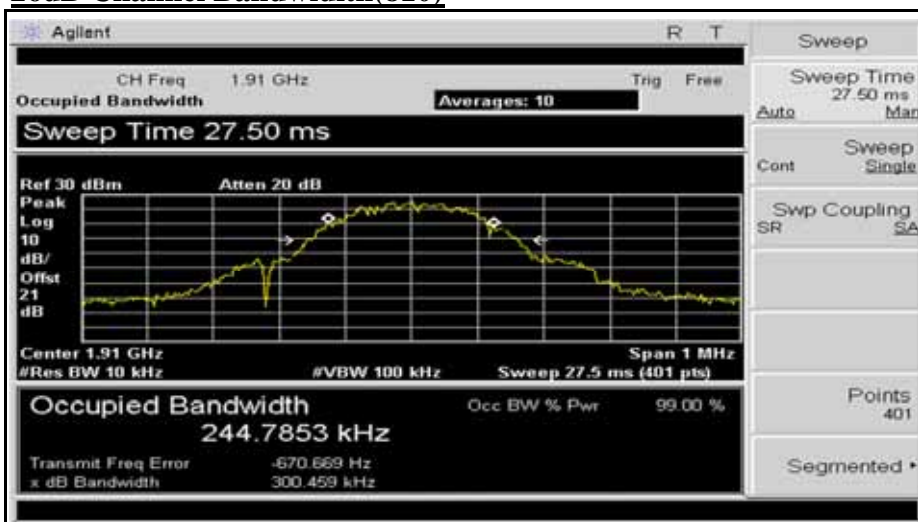 Agilent R T
CH Freq 1.91 GHz Trig Free
Occupied Bandwidth Averages: 10
Sweep Time 27.50 ms
Ref 30 dBm Atten 20 dB
Peak
Log
10
dB/
Offst
21
dB
Center 1.91 GHz Span 1 MHz
#Res BW 10 kHz #VBW 100 kHz Sweep 27.5 ms (401 pts)
Occupied Bandwidth Occ BW % Pwr 99.00 %
244.7853 kHz
Transmit Freq Error -670.669 Hz
x dB Bandwidth 300.459 kHz
Sweep
Sweep Time
27.50 ms
Auto Man
Sweep
Cont Single
Swp Coupling
SR SA
Points
401
Segmented